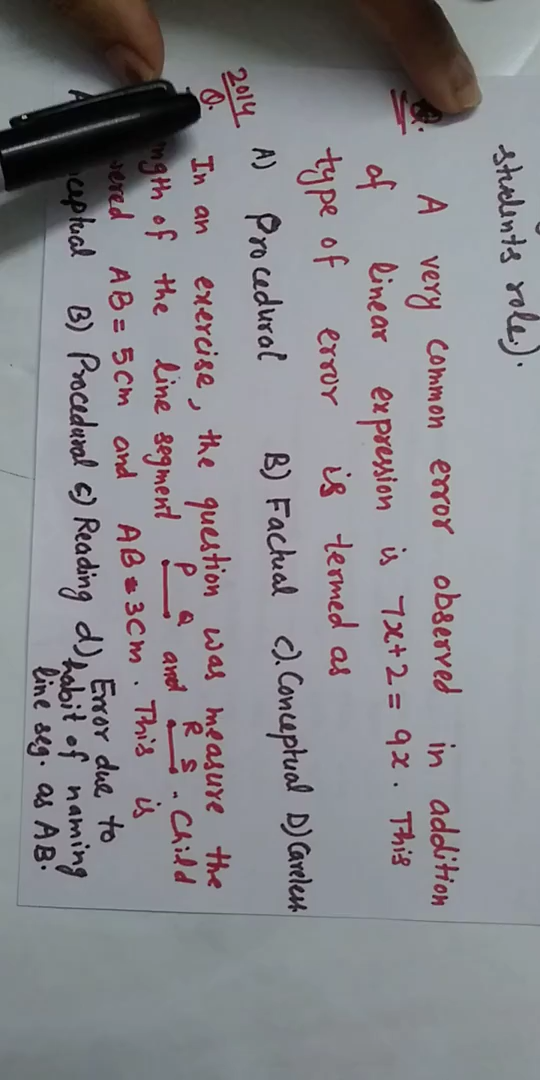 students role).
Q. A very common error observed in addition
of linear expression is 7x+2 = 9x. This
type of error is termed as
A) Procedural B) Factual c). Conceptual D) Careless
2014
Q. In an exercise, the question was measure the
ngth of the line segment P Q and R S. Child
ered AB = 5cm and AB = 3cm. This is
ceptual B) Procedural c) Reading d) Error due to
habit of naming
line seg. as AB.